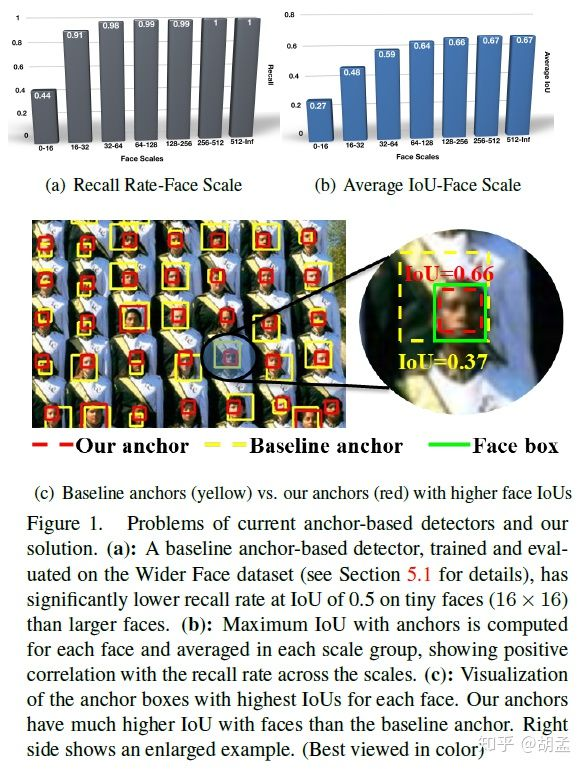 1
0.8
0.6
0.4
0.2
0
0.44
0.91
0.98
0.99
0.99
1
1
0-16
16-32
32-64
64-128
128-256
256-512
512-Inf
Face Scales
Recall
(a) Recall Rate-Face Scale
0.8
0.6
0.4
0.2
0
0.27
0.48
0.59
0.64
0.66
0.67
0.67
0-16
16-32
32-64
64-128
128-256
256-512
512-Inf
Face Scales
Average IoU
(b) Average IoU-Face Scale
IoU=0.66
IoU=0.37
Our anchor
Baseline anchor
Face box
(c) Baseline anchors (yellow) vs. our anchors (red) with higher face IoUs
Figure 1. Problems of current anchor-based detectors and our
solution. (a): A baseline anchor-based detector, trained and eval-
uated on the Wider Face dataset (see Section 5.1 for details), has
significantly lower recall rate at IoU of 0.5 on tiny faces (16 × 16)
than larger faces. (b): Maximum IoU with anchors is computed
for each face and averaged in each scale group, showing positive
correlation with the recall rate across the scales. (c): Visualization
of the anchor boxes with highest IoUs for each face. Our anchors
have much higher IoU with faces than the baseline anchor. Right
side shows an enlarged example. (Best viewed in color)
知乎 @胡孟